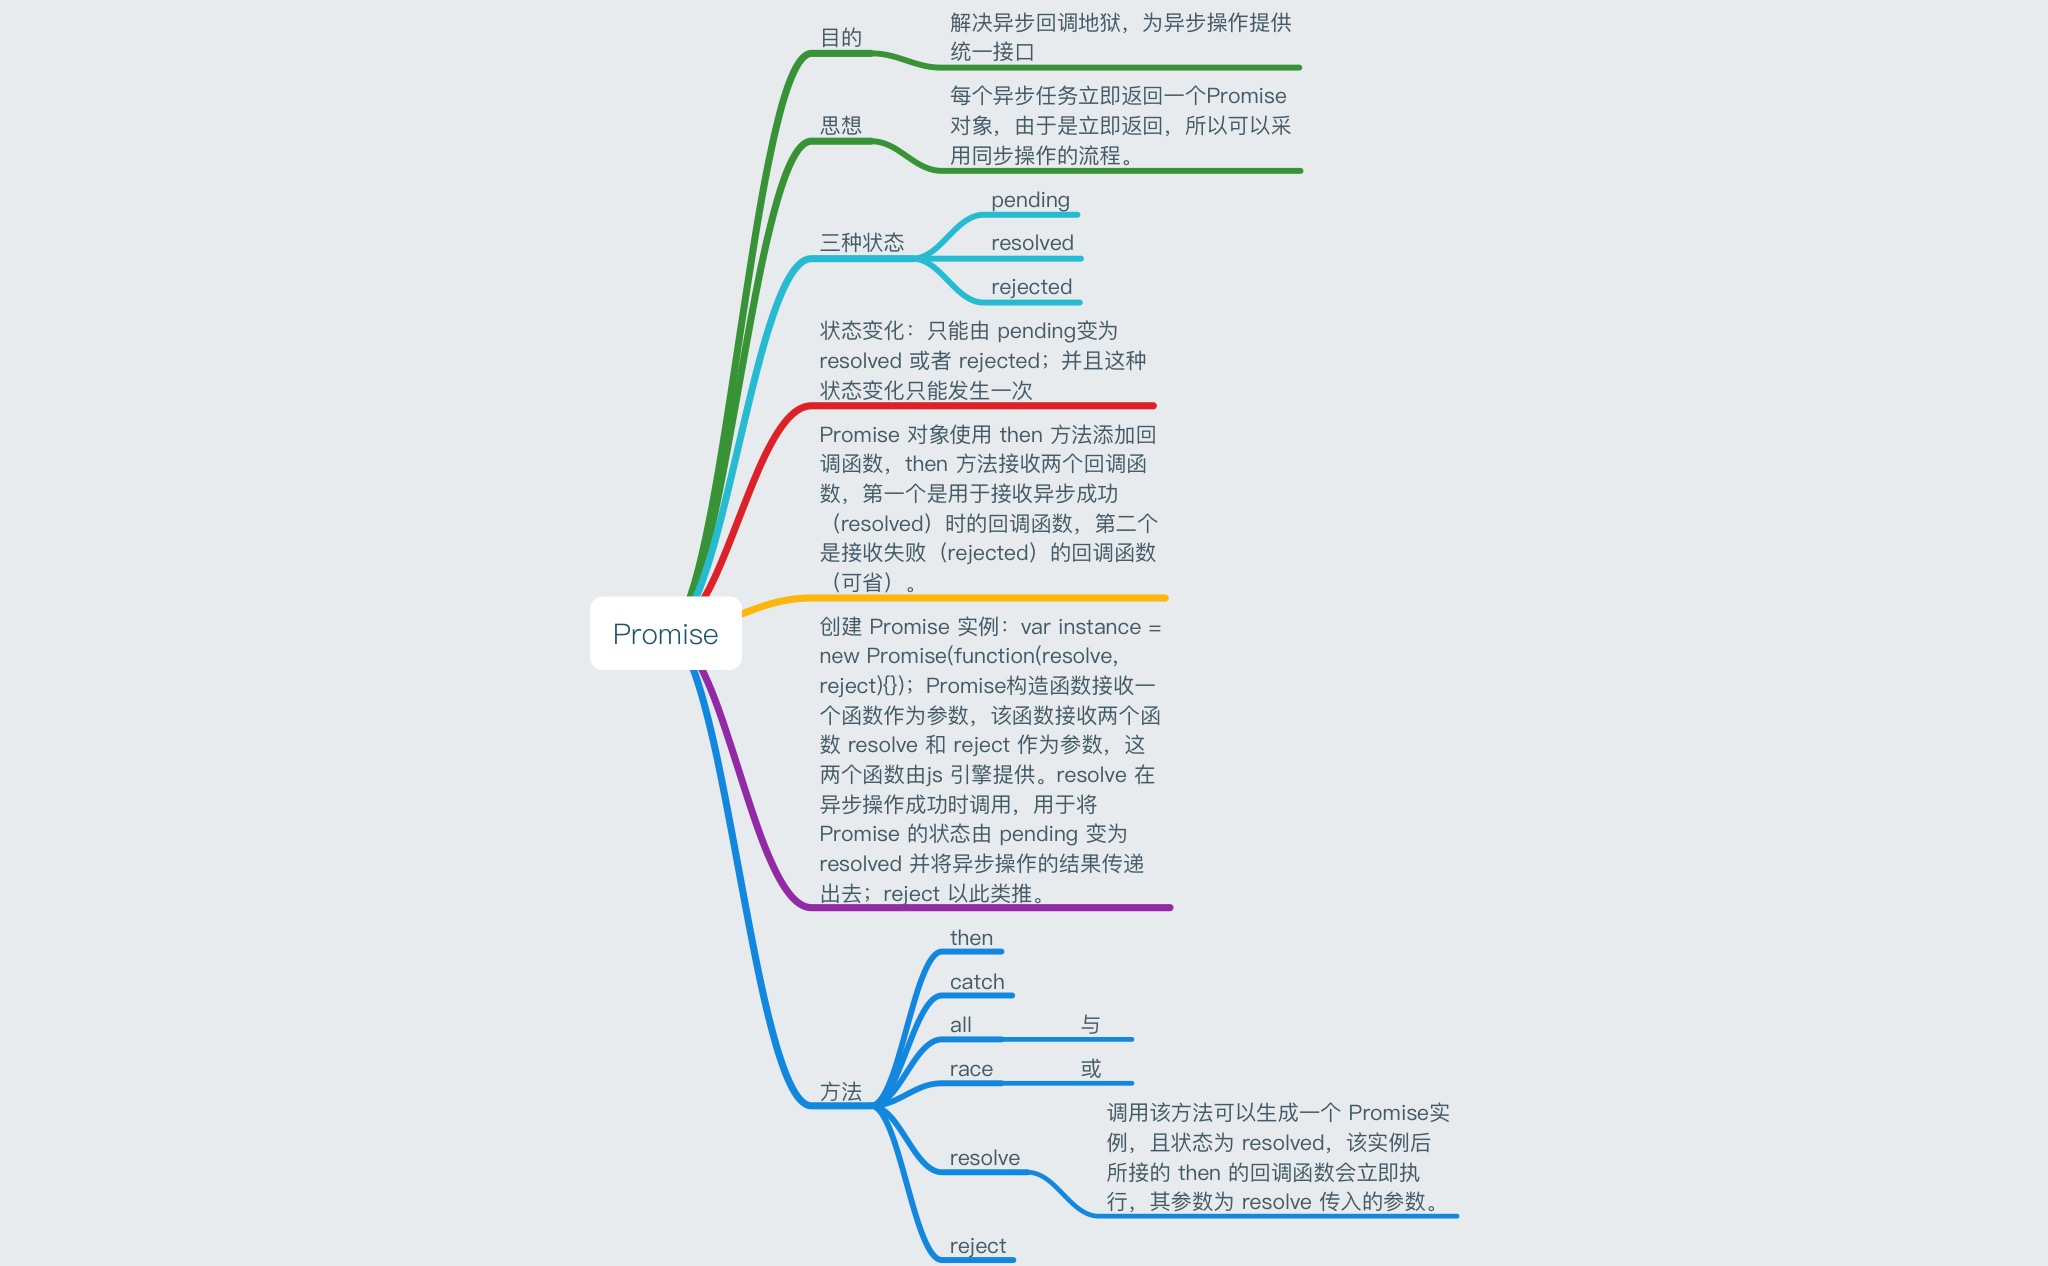 目的
解决异步回调地狱，为异步操作提供
统一接口
思想
每个异步任务立即返回一个Promise
对象，由于是立即返回，所以可以采
用同步操作的流程。
三种状态
pending
resolved
rejected
状态变化：只能由 pending变为
resolved 或者 rejected；并且这种
状态变化只能发生一次
Promise 对象使用 then 方法添加回
调函数，then 方法接收两个回调函
数，第一个是用于接收异步成功
（resolved）时的回调函数，第二个
是接收失败（rejected）的回调函数
（可省）。
Promise
创建 Promise 实例：var instance =
new Promise(function(resolve,
reject){})；Promise构造函数接收一
个函数作为参数，该函数接收两个函
数 resolve 和 reject 作为参数，这
两个函数由js 引擎提供。resolve 在
异步操作成功时调用，用于将
Promise 的状态由 pending 变为
resolved 并将异步操作的结果传递
出去；reject 以此类推。
方法
then
catch
all
与
race
或
resolve
调用该方法可以生成一个 Promise实
例，且状态为 resolved，该实例后
所接的 then 的回调函数会立即执
行，其参数为 resolve 传入的参数。
reject